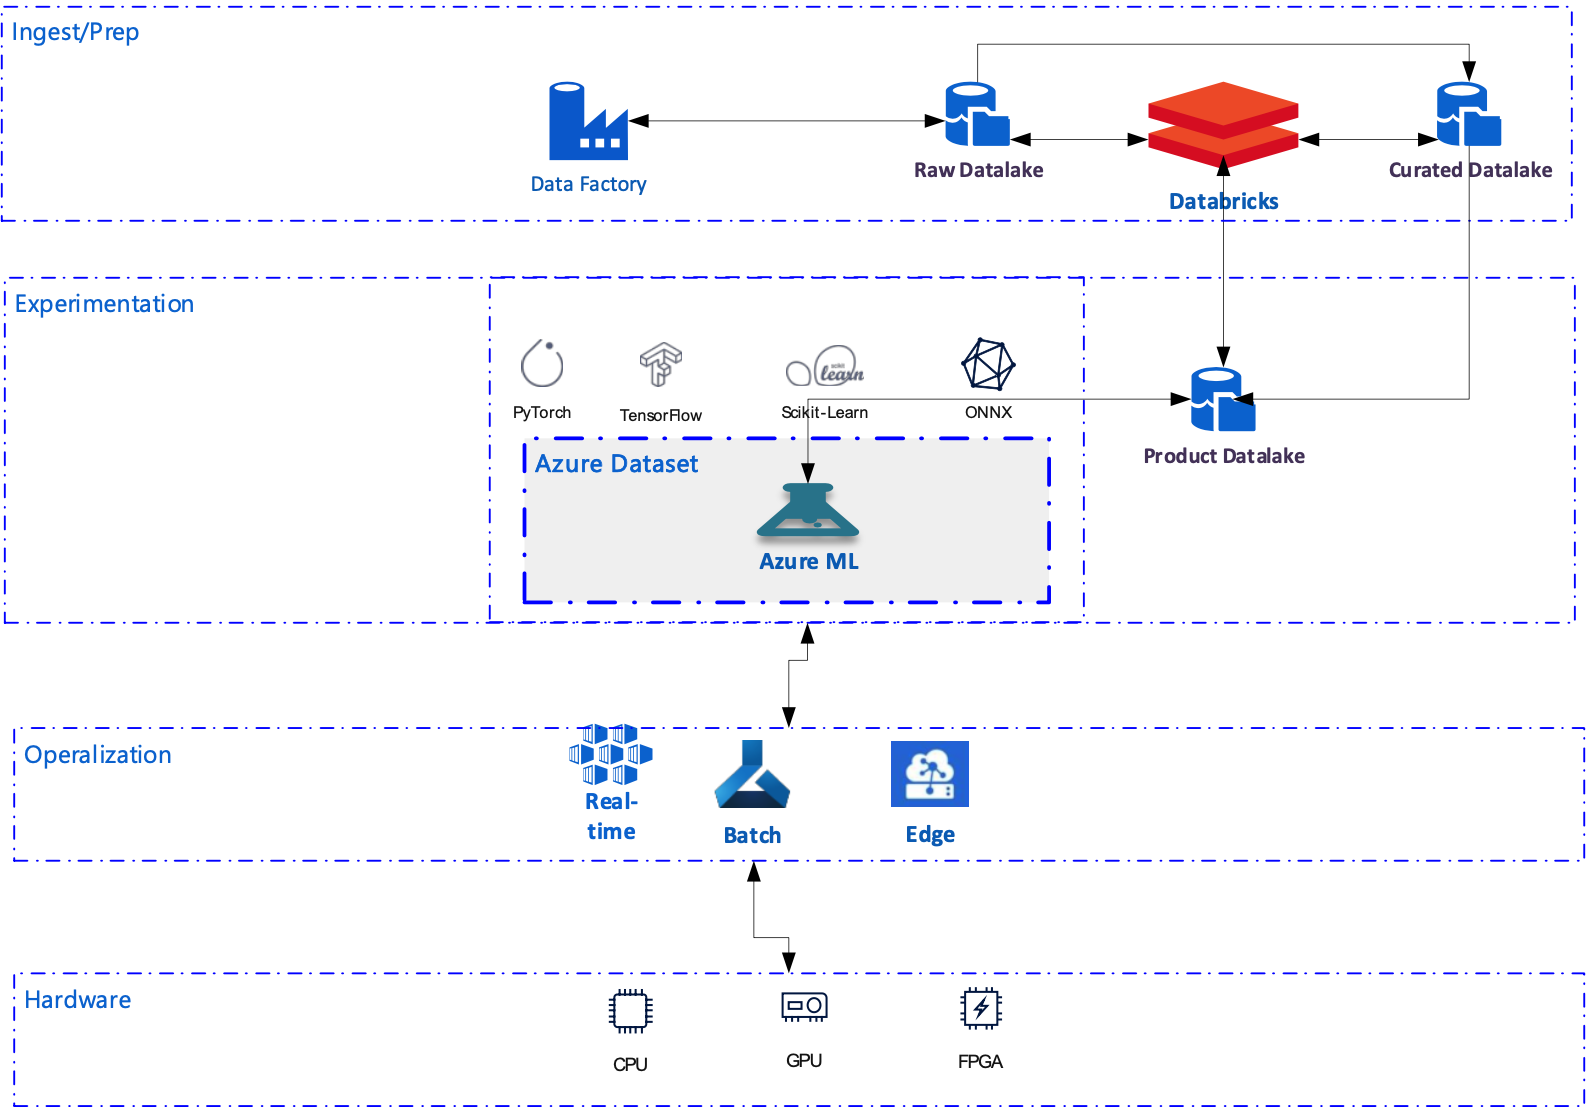 Ingest/Prep
Data Factory
Raw Datalake
Databricks
Curated Datalake
Experimentation
PyTorch
TensorFlow
scikit
learn
Scikit-Learn
ONNX
Product Datalake
Azure Dataset
Azure ML
Operalization
Real-
time
Batch
Edge
Hardware
CPU
GPU
FPGA